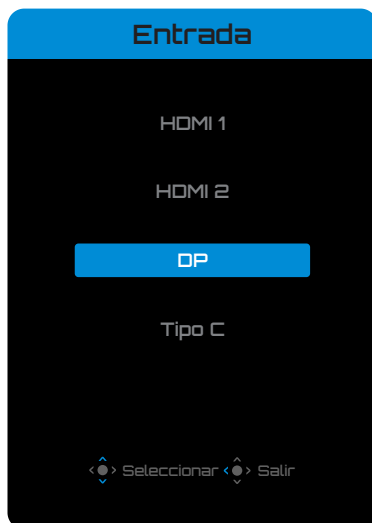 Entrada
HDMI 1
HDMI 2
DP
Tipo C
Seleccionar Salir